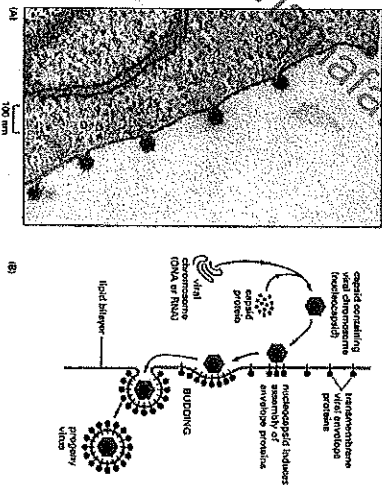 (A)
100 nm
(B)
capsid containing
viral chromosome
(nucleocapsid)
capsid
protein
viral
chromosome
(DNA or RNA)
transmembrane
viral envelope
proteins
nucleocapsid induces
assembly of
envelope proteins
BUDDING
lipid bilayer
progeny
virus